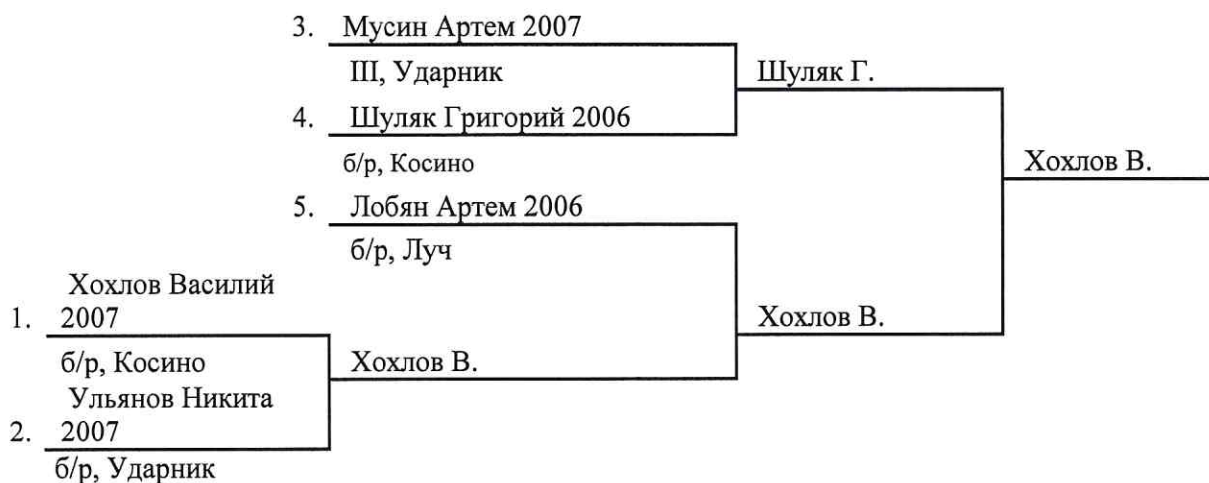 3. Мусин Артем 2007
III, Ударник
Шуляк Г.
4. Шуляк Григорий 2006
б/р, Косино
Хохлов В.
5. Лобян Артем 2006
б/р, Луч
Хохлов Василий
1. 2007
Хохлов В.
б/р, Косино
Хохлов В.
Ульянов Никита
2. 2007
б/р, Ударник